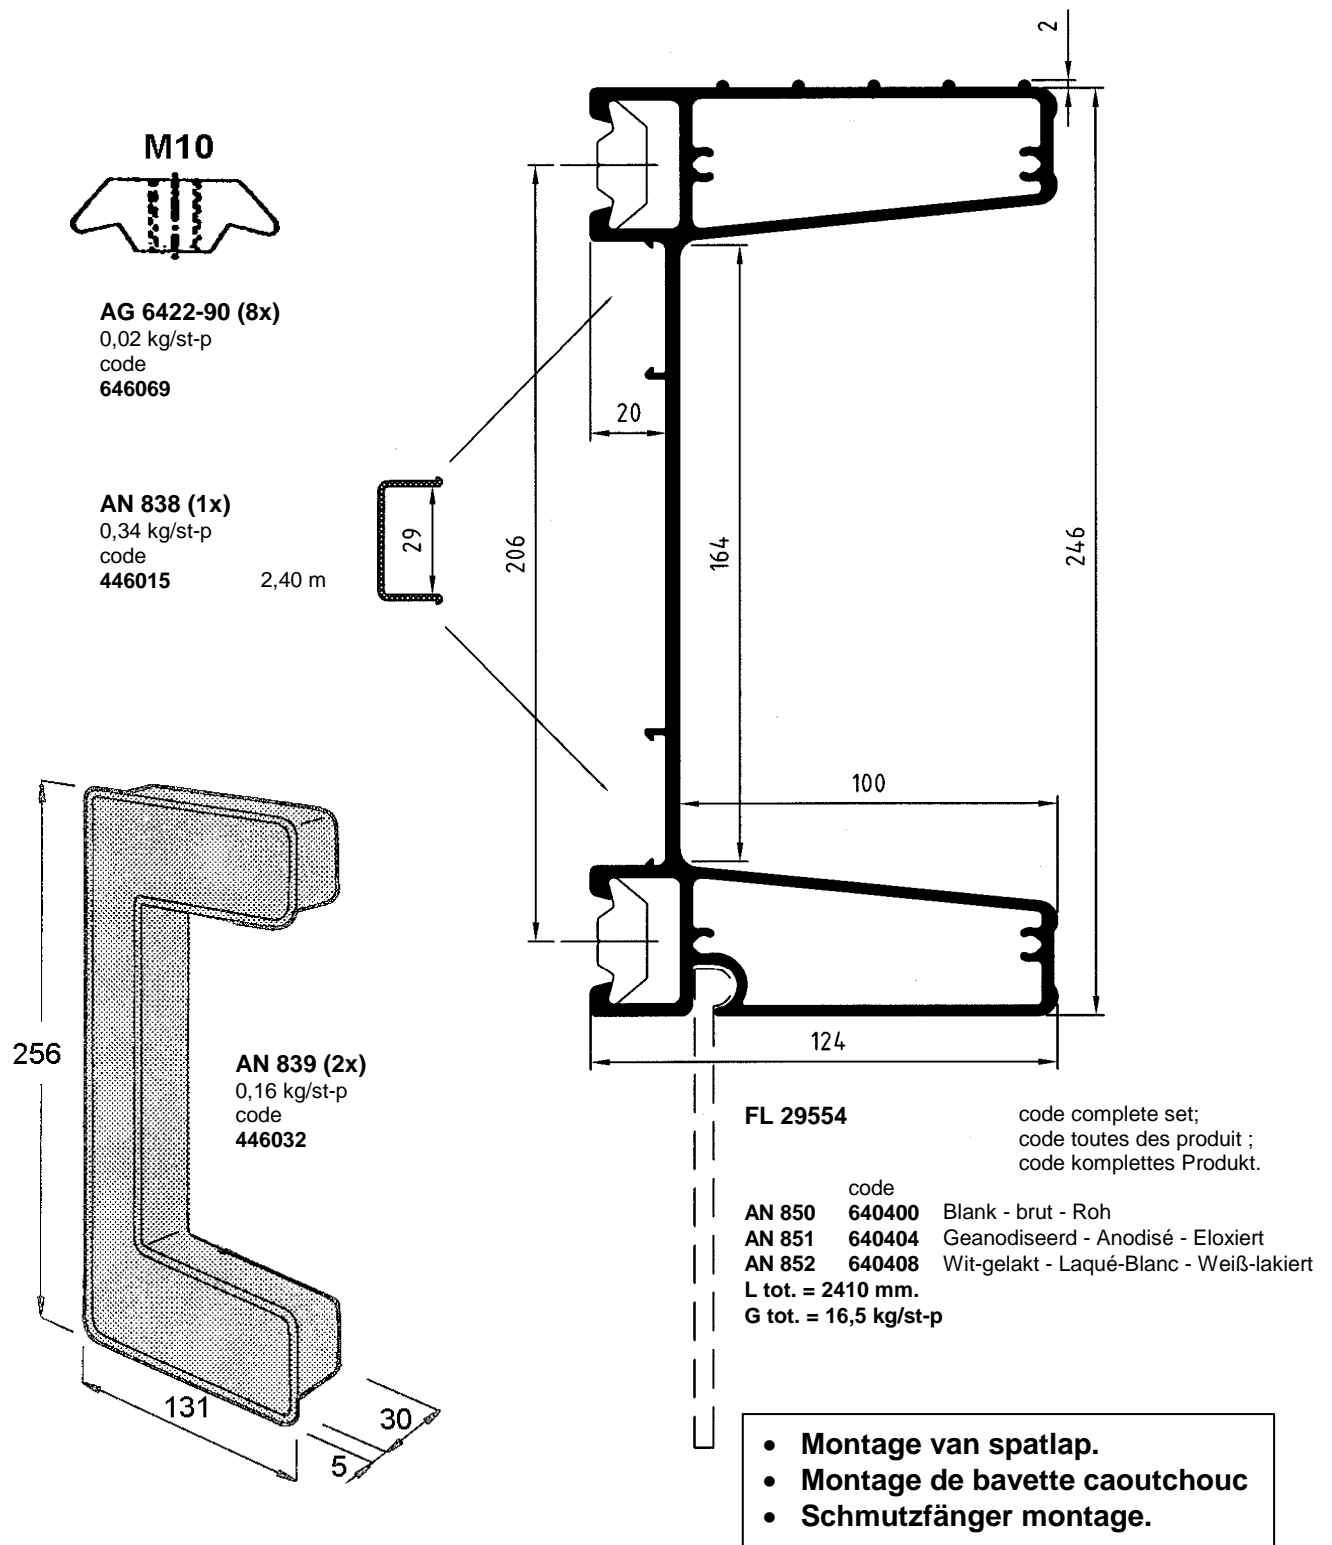 2
M10
AG 6422-90 (8x)
0,02 kg/st-p
code
646069
20
AN 838 (1x)
0,34 kg/st-p
code
446015 2,40 m
29
206
164
246
100
124
256
AN 839 (2x)
0,16 kg/st-p
code
446032
131
30
5
FL 29554 code complete set;
code toutes des produit ;
code komplettes Produkt.
code
AN 850 640400 Blank - brut - Roh
AN 851 640404 Geanodiseerd - Anodisé - Eloxiert
AN 852 640408 Wit-gelakt - Laqué-Blanc - Weiß-lakiert
L tot. = 2410 mm.
G tot. = 16,5 kg/st-p
• Montage van spatlap.
• Montage de bavette caoutchouc
• Schmutzfänger montage.